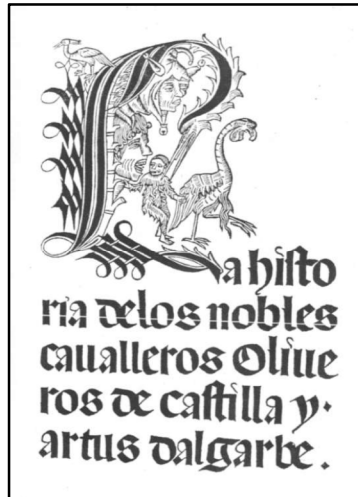 La histo
ria delos nobles
caualleros Oliue
ros de castilla y·
artus dalgarbe.